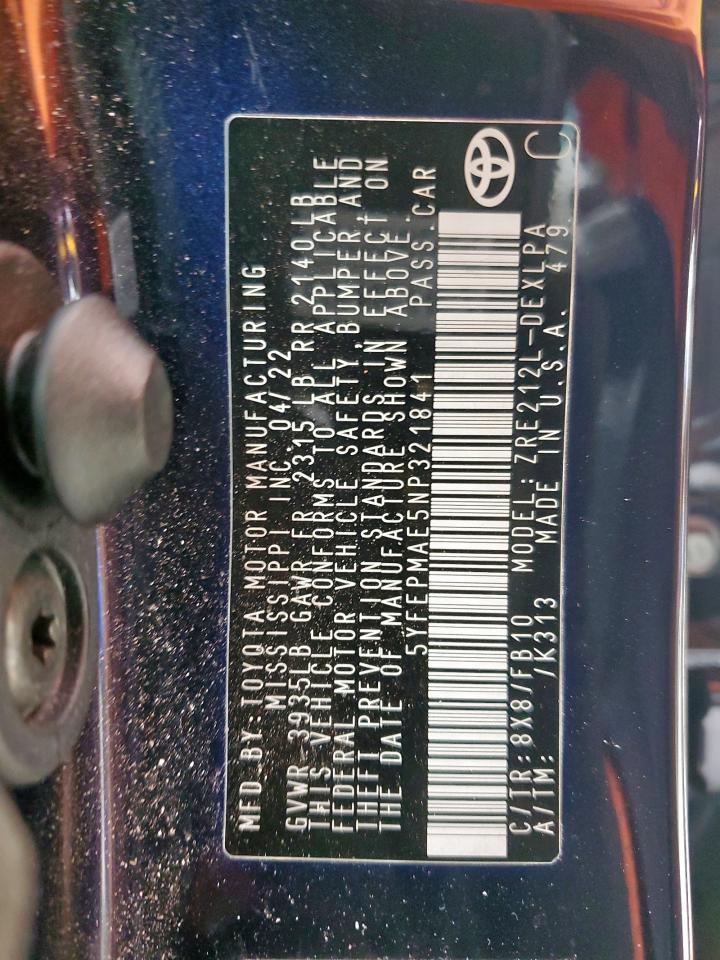 MFD.BY:TOYOTA MOTOR MANUFACTURING
MISSISSIPPI INC.04/22
GVWR 3935LB GAWR FR 2315 LB RR 2140LB
THIS VEHICLE CONFORMS TO ALL APPLICABLE
FEDERAL MOTOR VEHICLE SAFETY,BUMPER,AND
THEFT PREVENTION STANDARDS IN EFFECT ON
THE DATE OF MANUFACTURE SHOWN ABOVE.
5YFEPMAE5NP321841 PASS.CAR
C/TR:8X8/FB10 MODEL:ZRE212L-DEXLPA
A/TM: /K313 MADE IN U.S.A. 479 C